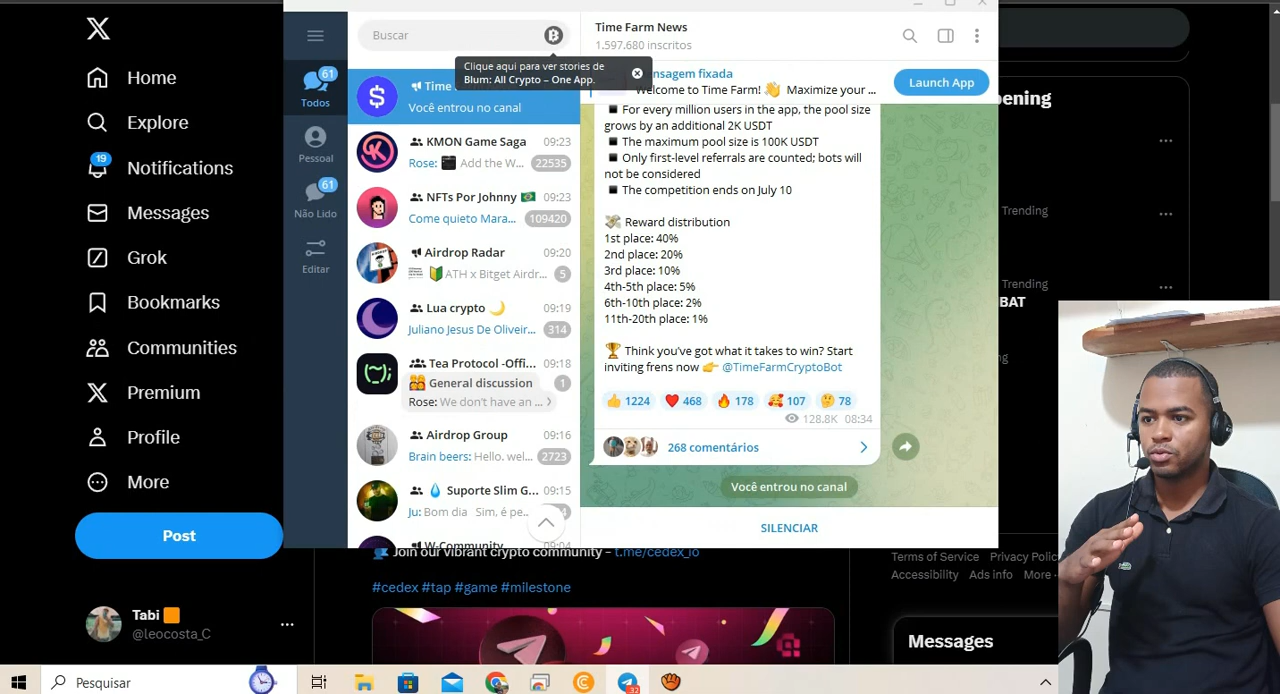 Home
Explore
19
Notifications
Messages
Grok
Bookmarks
Communities
Premium
Profile
More
Post
Tabi
@leocosta_C
61
Todos
Pessoal
61
Não Lido
Editar
Buscar
Clique aqui para ver stories de
Blum: All Crypto – One App.
Time
Você entrou no canal
KMON Game Saga 09:23
Rose: Add the W... 22535
NFTs Por Johnny 09:23
Come quieto Mara... 109420
Airdrop Radar 09:20
ATH x Bitget Airdr... 5
Lua crypto 09:19
Juliano Jesus De Oliveir... 314
Tea Protocol -Offi... 09:18
General discussion 1
Rose: We don't have an ...
Airdrop Group 09:16
Brain beers: Hello. wel... 2723
Suporte Slim G... 09:15
Ju: Bom dia Sim, é pe...
W-Community 09:04
Time Farm News
1.597.680 inscritos
nsagem fixada
Welcome to Time Farm! 👋 Maximize your ...
Launch App
◾ For every million users in the app, the pool size
grows by an additional 2K USDT
◾ The maximum pool size is 100K USDT
◾ Only first-level referrals are counted; bots will
not be considered
◾ The competition ends on July 10
💸 Reward distribution
1st place: 40%
2nd place: 20%
3rd place: 10%
4th-5th place: 5%
6th-10th place: 2%
11th-20th place: 1%
🏆 Think you've got what it takes to win? Start
inviting frens now 👉 @TimeFarmCryptoBot
👍 1224 ❤️ 468 🔥 178 🥰 107 🤔 78
128.8K 08:34
268 comentários
Você entrou no canal
SILENCIAR
Join our vibrant crypto community – t.me/cedex_io
#cedex #tap #game #milestone
pening
Trending
Trending
BAT
Terms of Service Privacy Polic
Accessibility Ads info More
Messages
Pesquisar
32